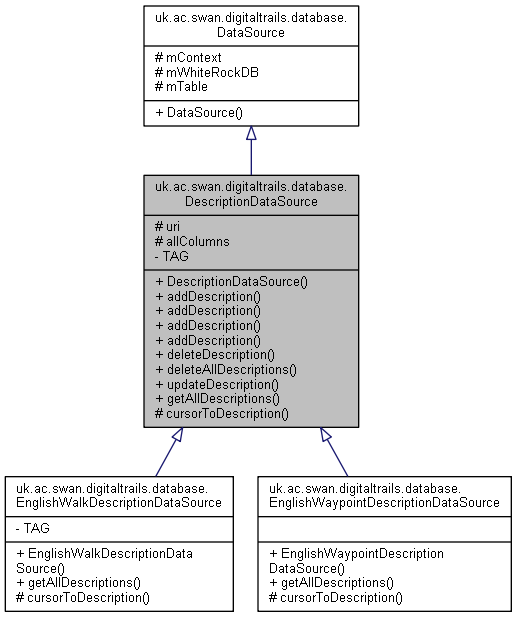 uk.ac.swan.digitaltrails.database.
DataSource
# mContext
# mWhiteRockDB
# mTable
+ DataSource()
uk.ac.swan.digitaltrails.database.
DescriptionDataSource
# uri
# allColumns
- TAG
+ DescriptionDataSource()
+ addDescription()
+ addDescription()
+ addDescription()
+ addDescription()
+ deleteDescription()
+ deleteAllDescriptions()
+ updateDescription()
+ getAllDescriptions()
# cursorToDescription()
uk.ac.swan.digitaltrails.database.
EnglishWalkDescriptionDataSource
- TAG
+ EnglishWalkDescriptionData
Source()
+ getAllDescriptions()
# cursorToDescription()
uk.ac.swan.digitaltrails.database.
EnglishWaypointDescriptionDataSource
+ EnglishWaypointDescription
DataSource()
+ getAllDescriptions()
# cursorToDescription()